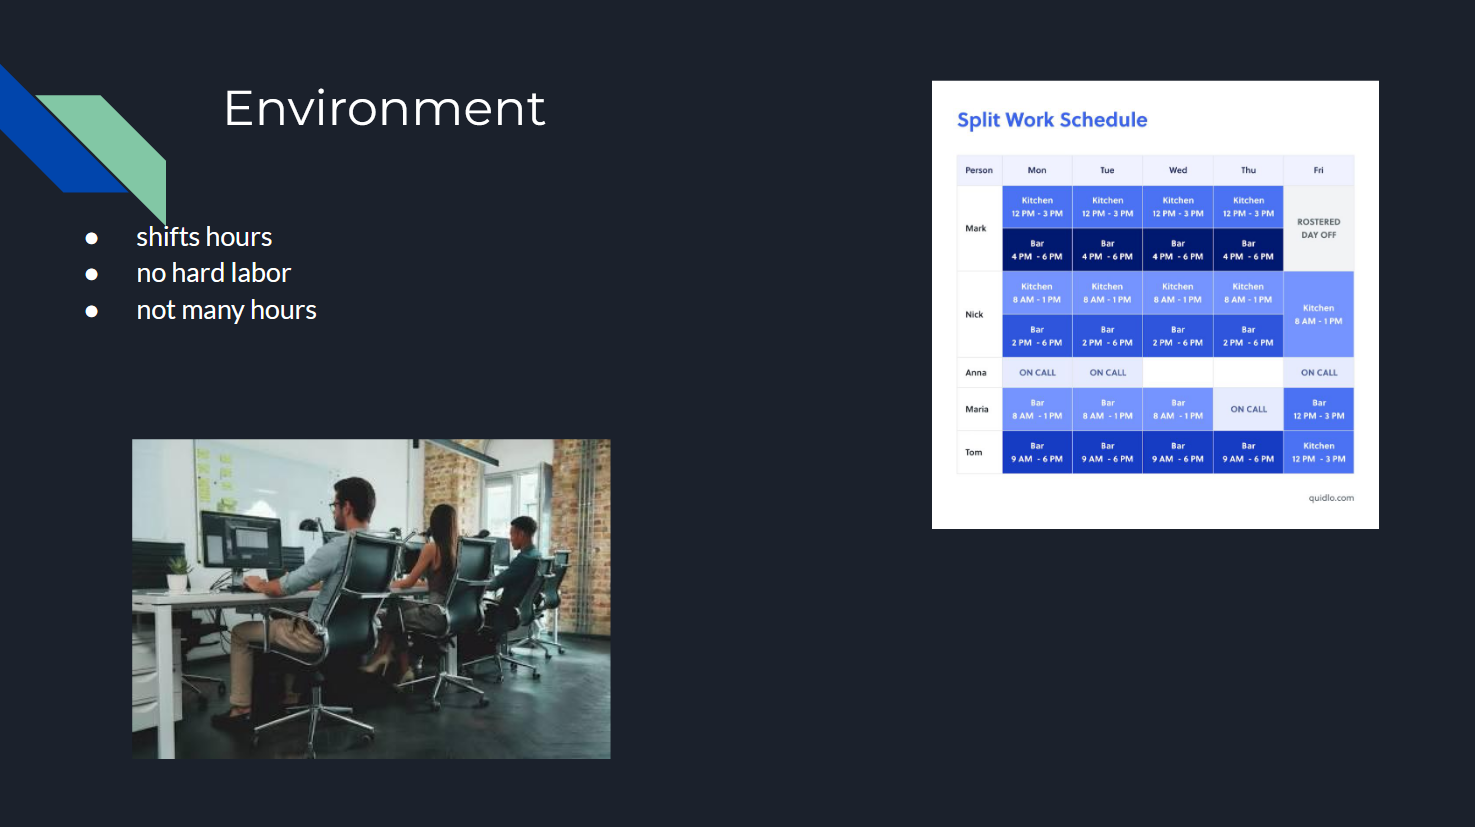 Environment
shifts hours
no hard labor
not many hours
Split Work Schedule
Person Mon Tue Wed Thu Fri
Mark
Kitchen Kitchen Kitchen Kitchen
12 PM - 3 PM 12 PM - 3 PM 12 PM - 3 PM 12 PM - 3 PM
Bar Bar Bar Bar
4 PM - 6 PM 4 PM - 6 PM 4 PM - 6 PM 4 PM - 6 PM
ROSTERED
DAY OFF
Nick
Kitchen Kitchen Kitchen Kitchen
8 AM - 1 PM 8 AM - 1 PM 8 AM - 1 PM 8 AM - 1 PM
Bar Bar Bar Bar
2 PM - 6 PM 2 PM - 6 PM 2 PM - 6 PM 2 PM - 6 PM
Kitchen
8 AM - 1 PM
Anna ON CALL ON CALL ON CALL
Maria
Bar Bar Bar ON CALL Bar
8 AM - 1 PM 8 AM - 1 PM 8 AM - 1 PM 12 PM - 3 PM
Tom
Bar Bar Bar Bar Kitchen
9 AM - 6 PM 9 AM - 6 PM 9 AM - 6 PM 9 AM - 6 PM 12 PM - 3 PM
quidlo.com